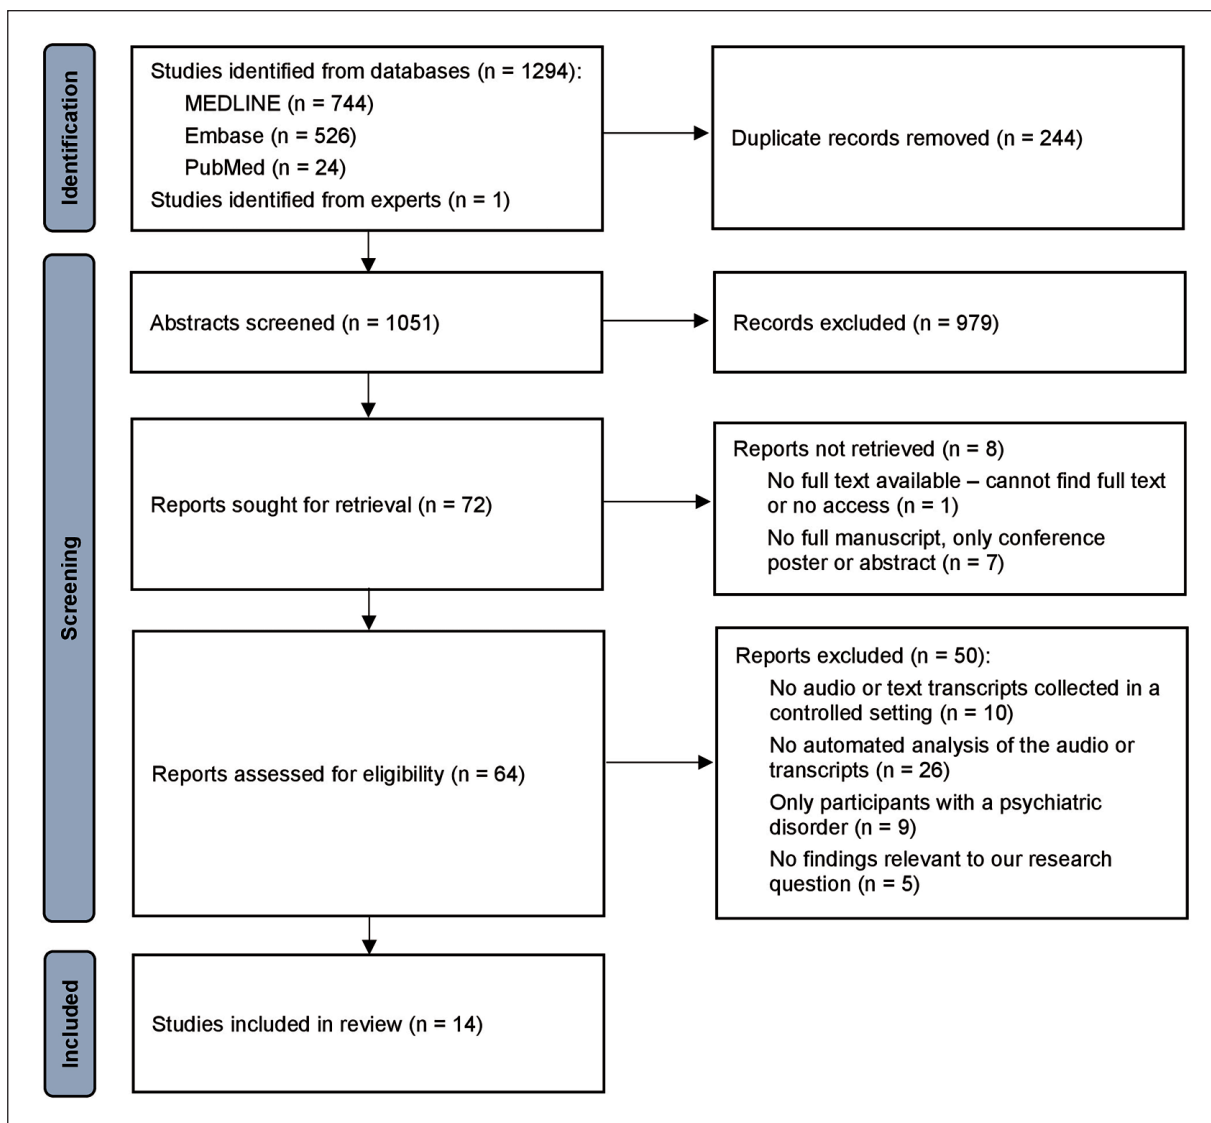 Identification
Studies identified from databases (n = 1294):
MEDLINE (n = 744)
Embase (n = 526)
PubMed (n = 24)
Studies identified from experts (n = 1)
Duplicate records removed (n = 244)
Screening
Abstracts screened (n = 1051)
Records excluded (n = 979)
Reports sought for retrieval (n = 72)
Reports not retrieved (n = 8)
No full text available – cannot find full text
or no access (n = 1)
No full manuscript, only conference
poster or abstract (n = 7)
Reports assessed for eligibility (n = 64)
Reports excluded (n = 50):
No audio or text transcripts collected in a
controlled setting (n = 10)
No automated analysis of the audio or
transcripts (n = 26)
Only participants with a psychiatric
disorder (n = 9)
No findings relevant to our research
question (n = 5)
Included
Studies included in review (n = 14)